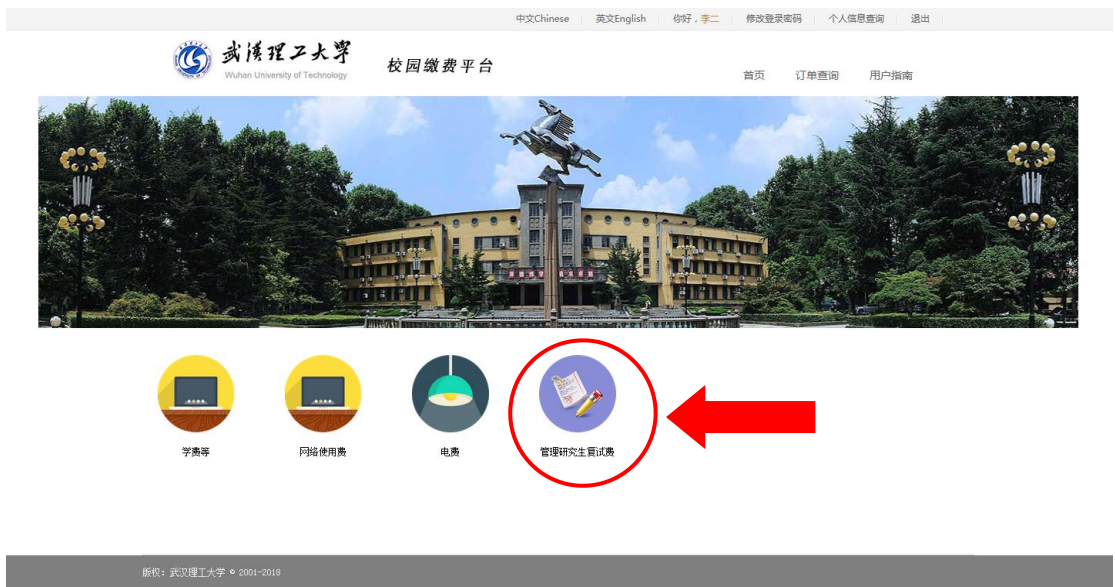 中文Chinese 英文English 你好，李二 修改登录密码 个人信息查询 退出
武汉理工大学
Wuhan University of Technology
校园缴费平台
首页 订单查询 用户指南
学费等 网络使用费 电费 管理研究生复试费
版权：武汉理工大学 © 2001-2018